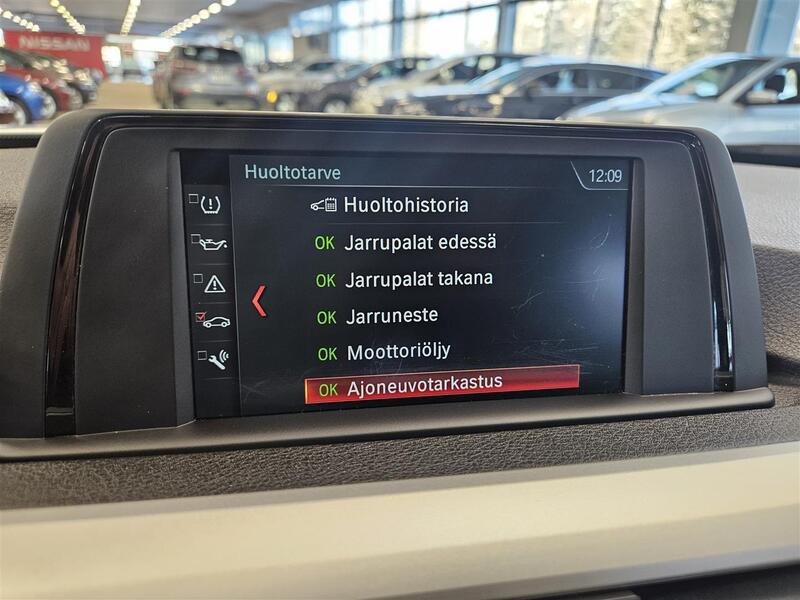 NISSAN
Huoltotarve
12:09
Huoltohistoria
OK Jarrupalat edessä
OK Jarrupalat takana
OK Jarruneste
OK Moottoriöljy
OK Ajoneuvotarkastus